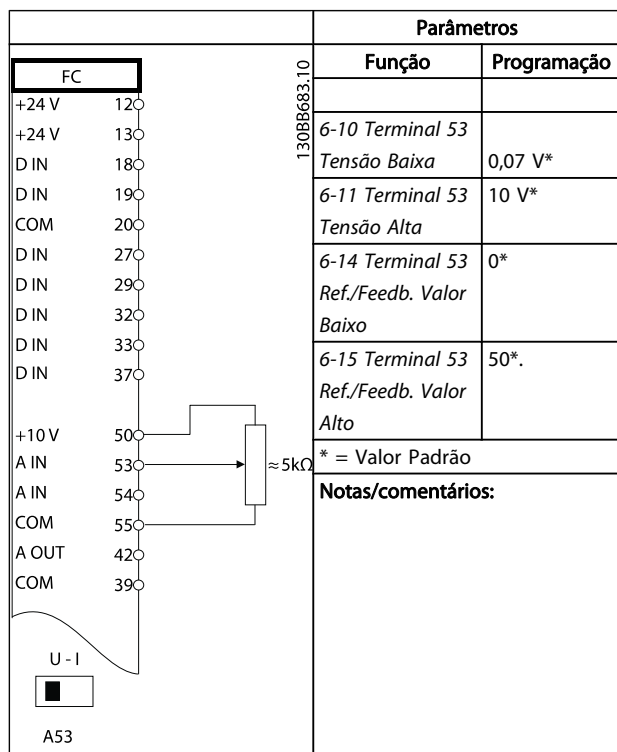 FC
+24 V 12
+24 V 13
D IN 18
D IN 19
COM 20
D IN 27
D IN 29
D IN 32
D IN 33
D IN 37
+10 V 50
A IN 53
A IN 54
COM 55
A OUT 42
COM 39
≈5kΩ
U - I
A53
130BB683.10
Parâmetros
Função Programação
6-10 Terminal 53
Tensão Baixa 0,07 V*
6-11 Terminal 53 10 V*
Tensão Alta
6-14 Terminal 53 0*
Ref./Feedb. Valor
Baixo
6-15 Terminal 53 50*.
Ref./Feedb. Valor
Alto
* = Valor Padrão
Notas/comentários: